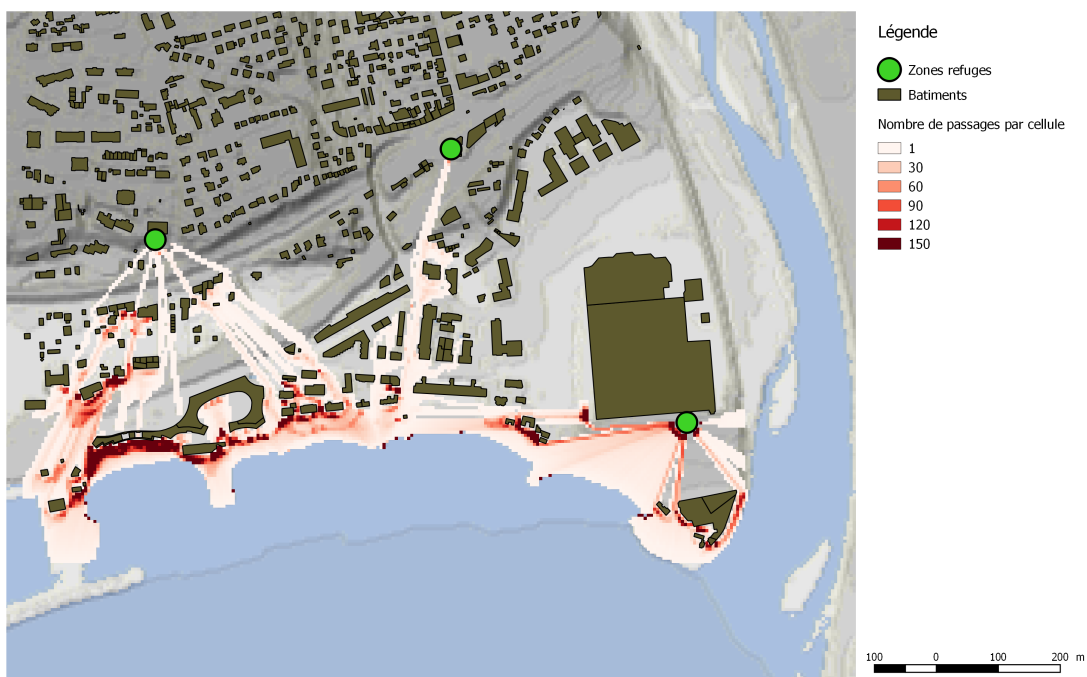 Légende
Zones refuges
Batiments
Nombre de passages par cellule
1
30
60
90
120
150
100 0 100 200 m